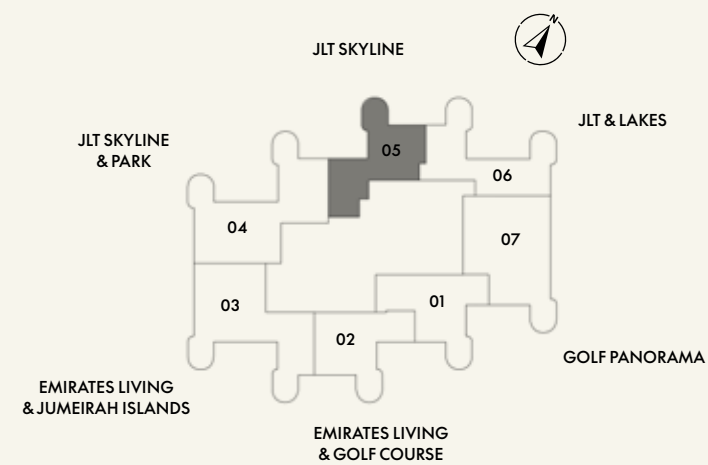 N
JLT SKYLINE
JLT & LAKES
JLT SKYLINE
& PARK
05
06
04
07
03
01
02
GOLF PANORAMA
EMIRATES LIVING
& JUMEIRAH ISLANDS
EMIRATES LIVING
& GOLF COURSE